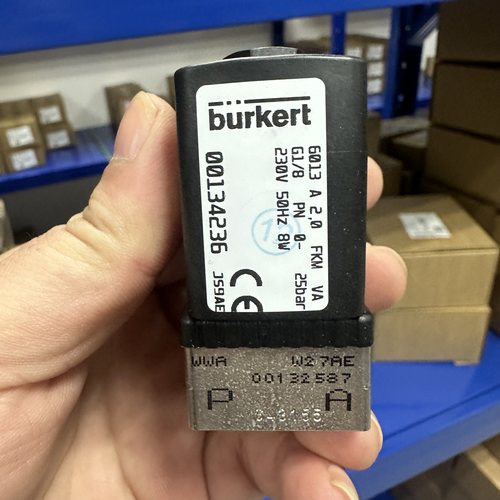 bürkert
6013 A 2,0 FKM VA
G1/8 PN 0- 25bar
230V 50Hz 8W
00134236
CE
J59AE
WWA W27AE
00132587
P A